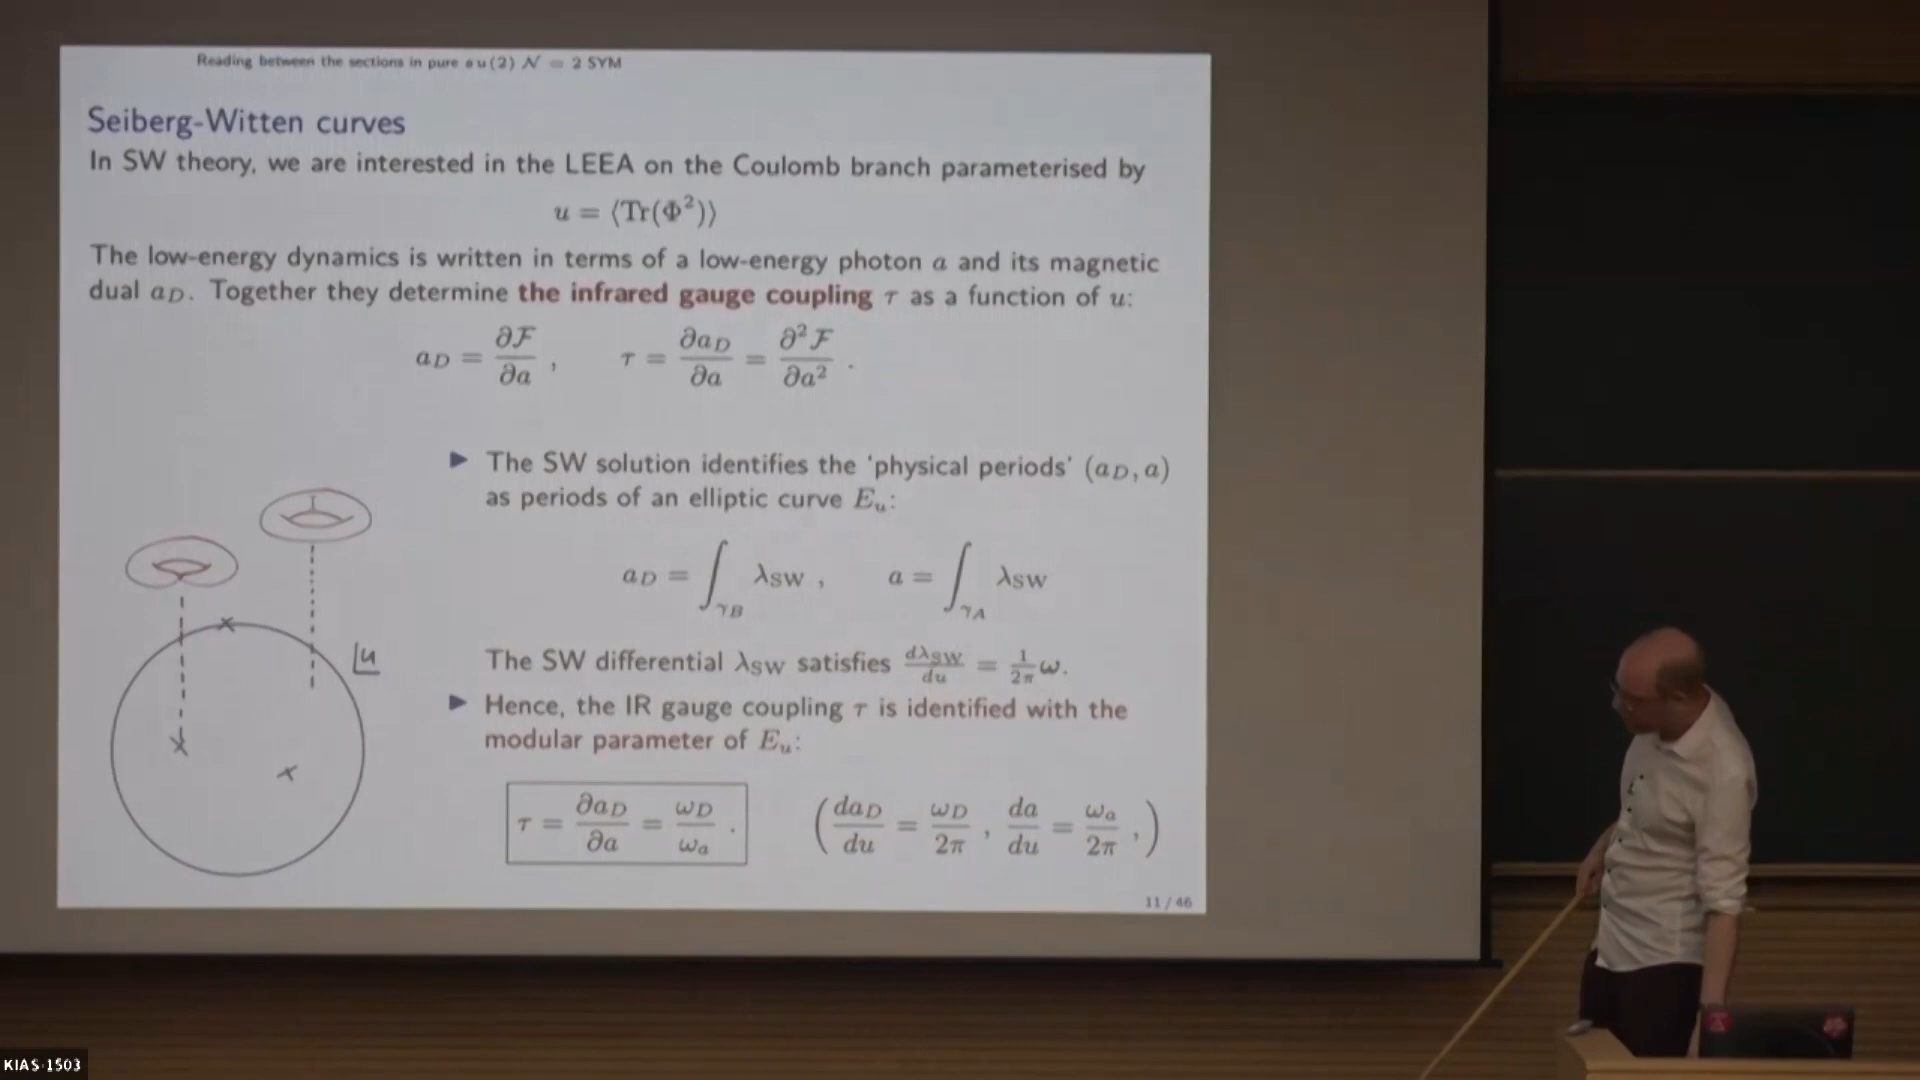 Reading between the sections in pure su(2) 𝒩 = 2 SYM
Seiberg-Witten curves
In SW theory, we are interested in the LEEA on the Coulomb branch parameterised by
u = ⟨Tr(Φ²)⟩
The low-energy dynamics is written in terms of a low-energy photon a and its magnetic
dual a_D. Together they determine the infrared gauge coupling τ as a function of u:
a_D = ∂ℱ/∂a , τ = ∂a_D/∂a = ∂²ℱ/∂a² .
▶ The SW solution identifies the 'physical periods' (a_D, a)
as periods of an elliptic curve E_u:
a_D = ∫_{γ_B} λ_SW , a = ∫_{γ_A} λ_SW
u
The SW differential λ_SW satisfies dλ_SW/du = 1/2π ω.
▶ Hence, the IR gauge coupling τ is identified with the
modular parameter of E_u:
τ = ∂a_D/∂a = ω_D/ω_a . (da_D/du = ω_D/2π , da/du = ω_a/2π ,)
11 / 46
KIAS 1503